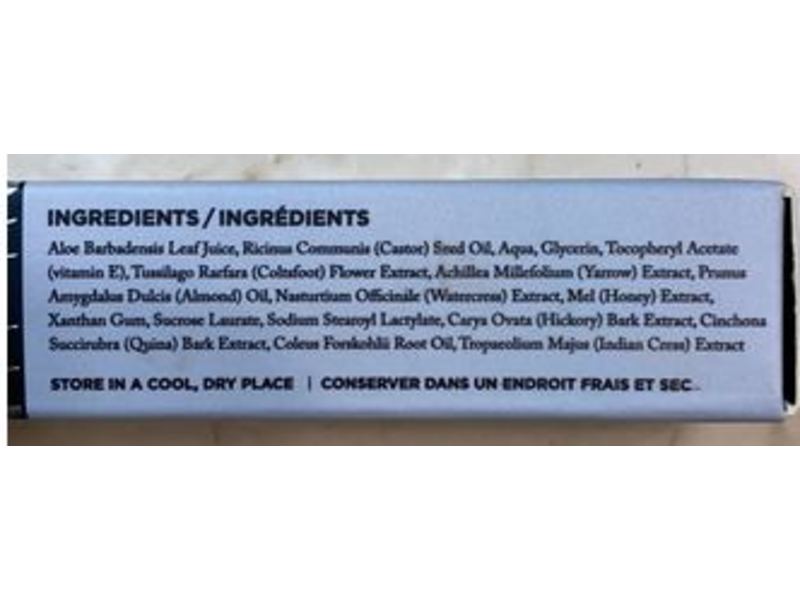 INGREDIENTS / INGRÉDIENTS
Aloe Barbadensis Leaf Juice, Ricinus Communis (Castor) Seed Oil, Aqua, Glycerin, Tocopheryl Acetate
(vitamin E), Tussilago Rarfara (Coltsfoot) Flower Extract, Achillea Millefolium (Yarrow) Extract, Prunus
Amygdalus Dulcis (Almond) Oil, Nasturtium Officinile (Watercress) Extract, Mel (Honey) Extract,
Xanthan Gum, Sucrose Laurate, Sodium Stearoyl Lactylate, Carya Ovata (Hickory) Bark Extract, Cinchona
Succirubra (Quina) Bark Extract, Coleus Forskohlii Root Oil, Tropaeolium Majus (Indian Cress) Extract
STORE IN A COOL, DRY PLACE | CONSERVER DANS UN ENDROIT FRAIS ET SEC